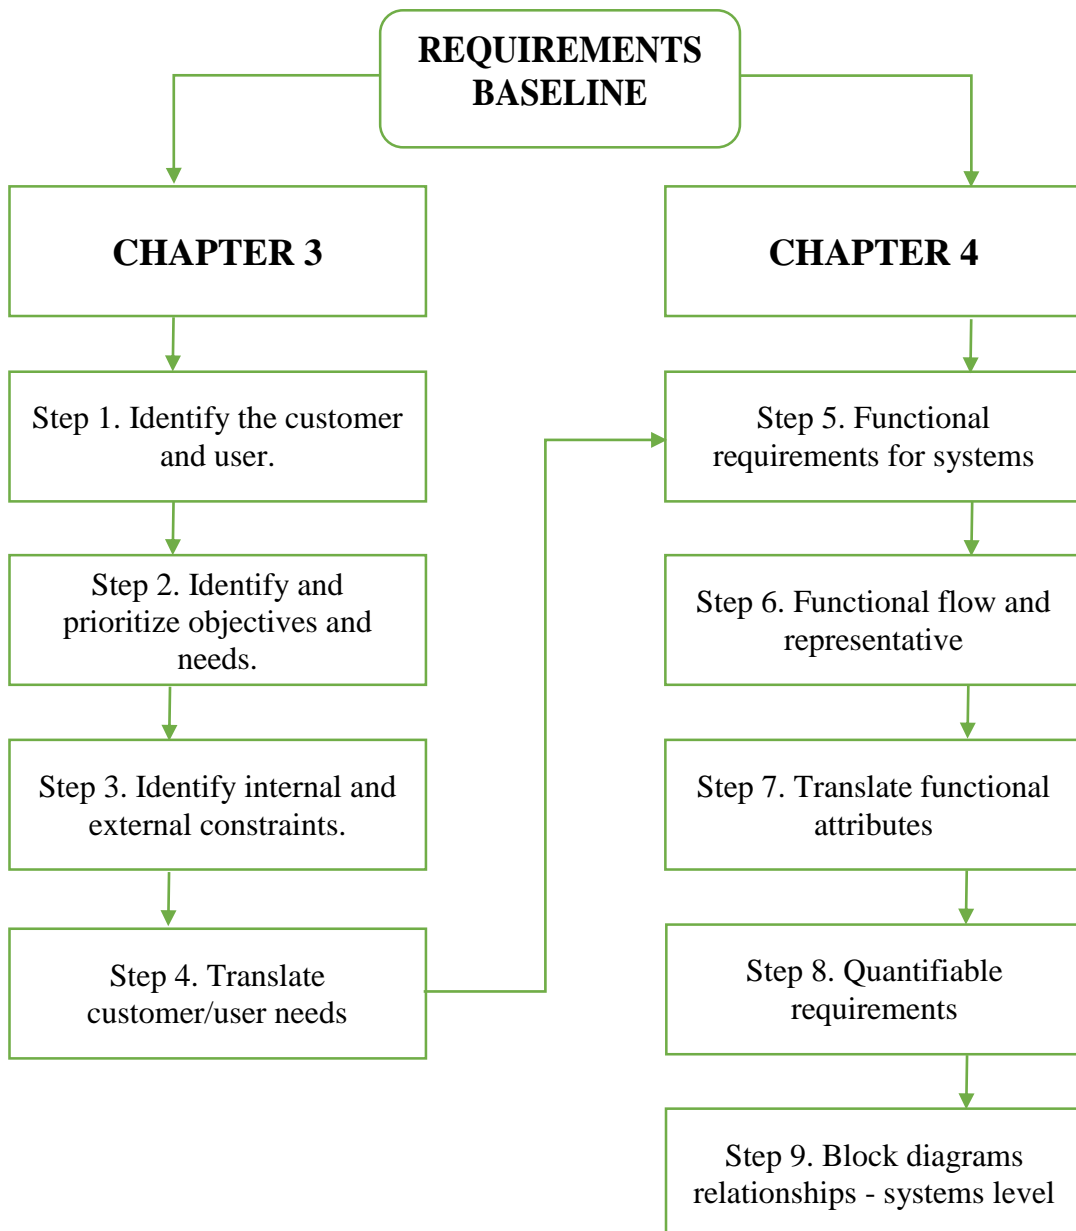 REQUIREMENTS
BASELINE
CHAPTER 3
Step 1. Identify the customer
and user.
Step 2. Identify and
prioritize objectives and
needs.
Step 3. Identify internal and
external constraints.
Step 4. Translate
customer/user needs
CHAPTER 4
Step 5. Functional
requirements for systems
Step 6. Functional flow and
representative
Step 7. Translate functional
attributes
Step 8. Quantifiable
requirements
Step 9. Block diagrams
relationships - systems level